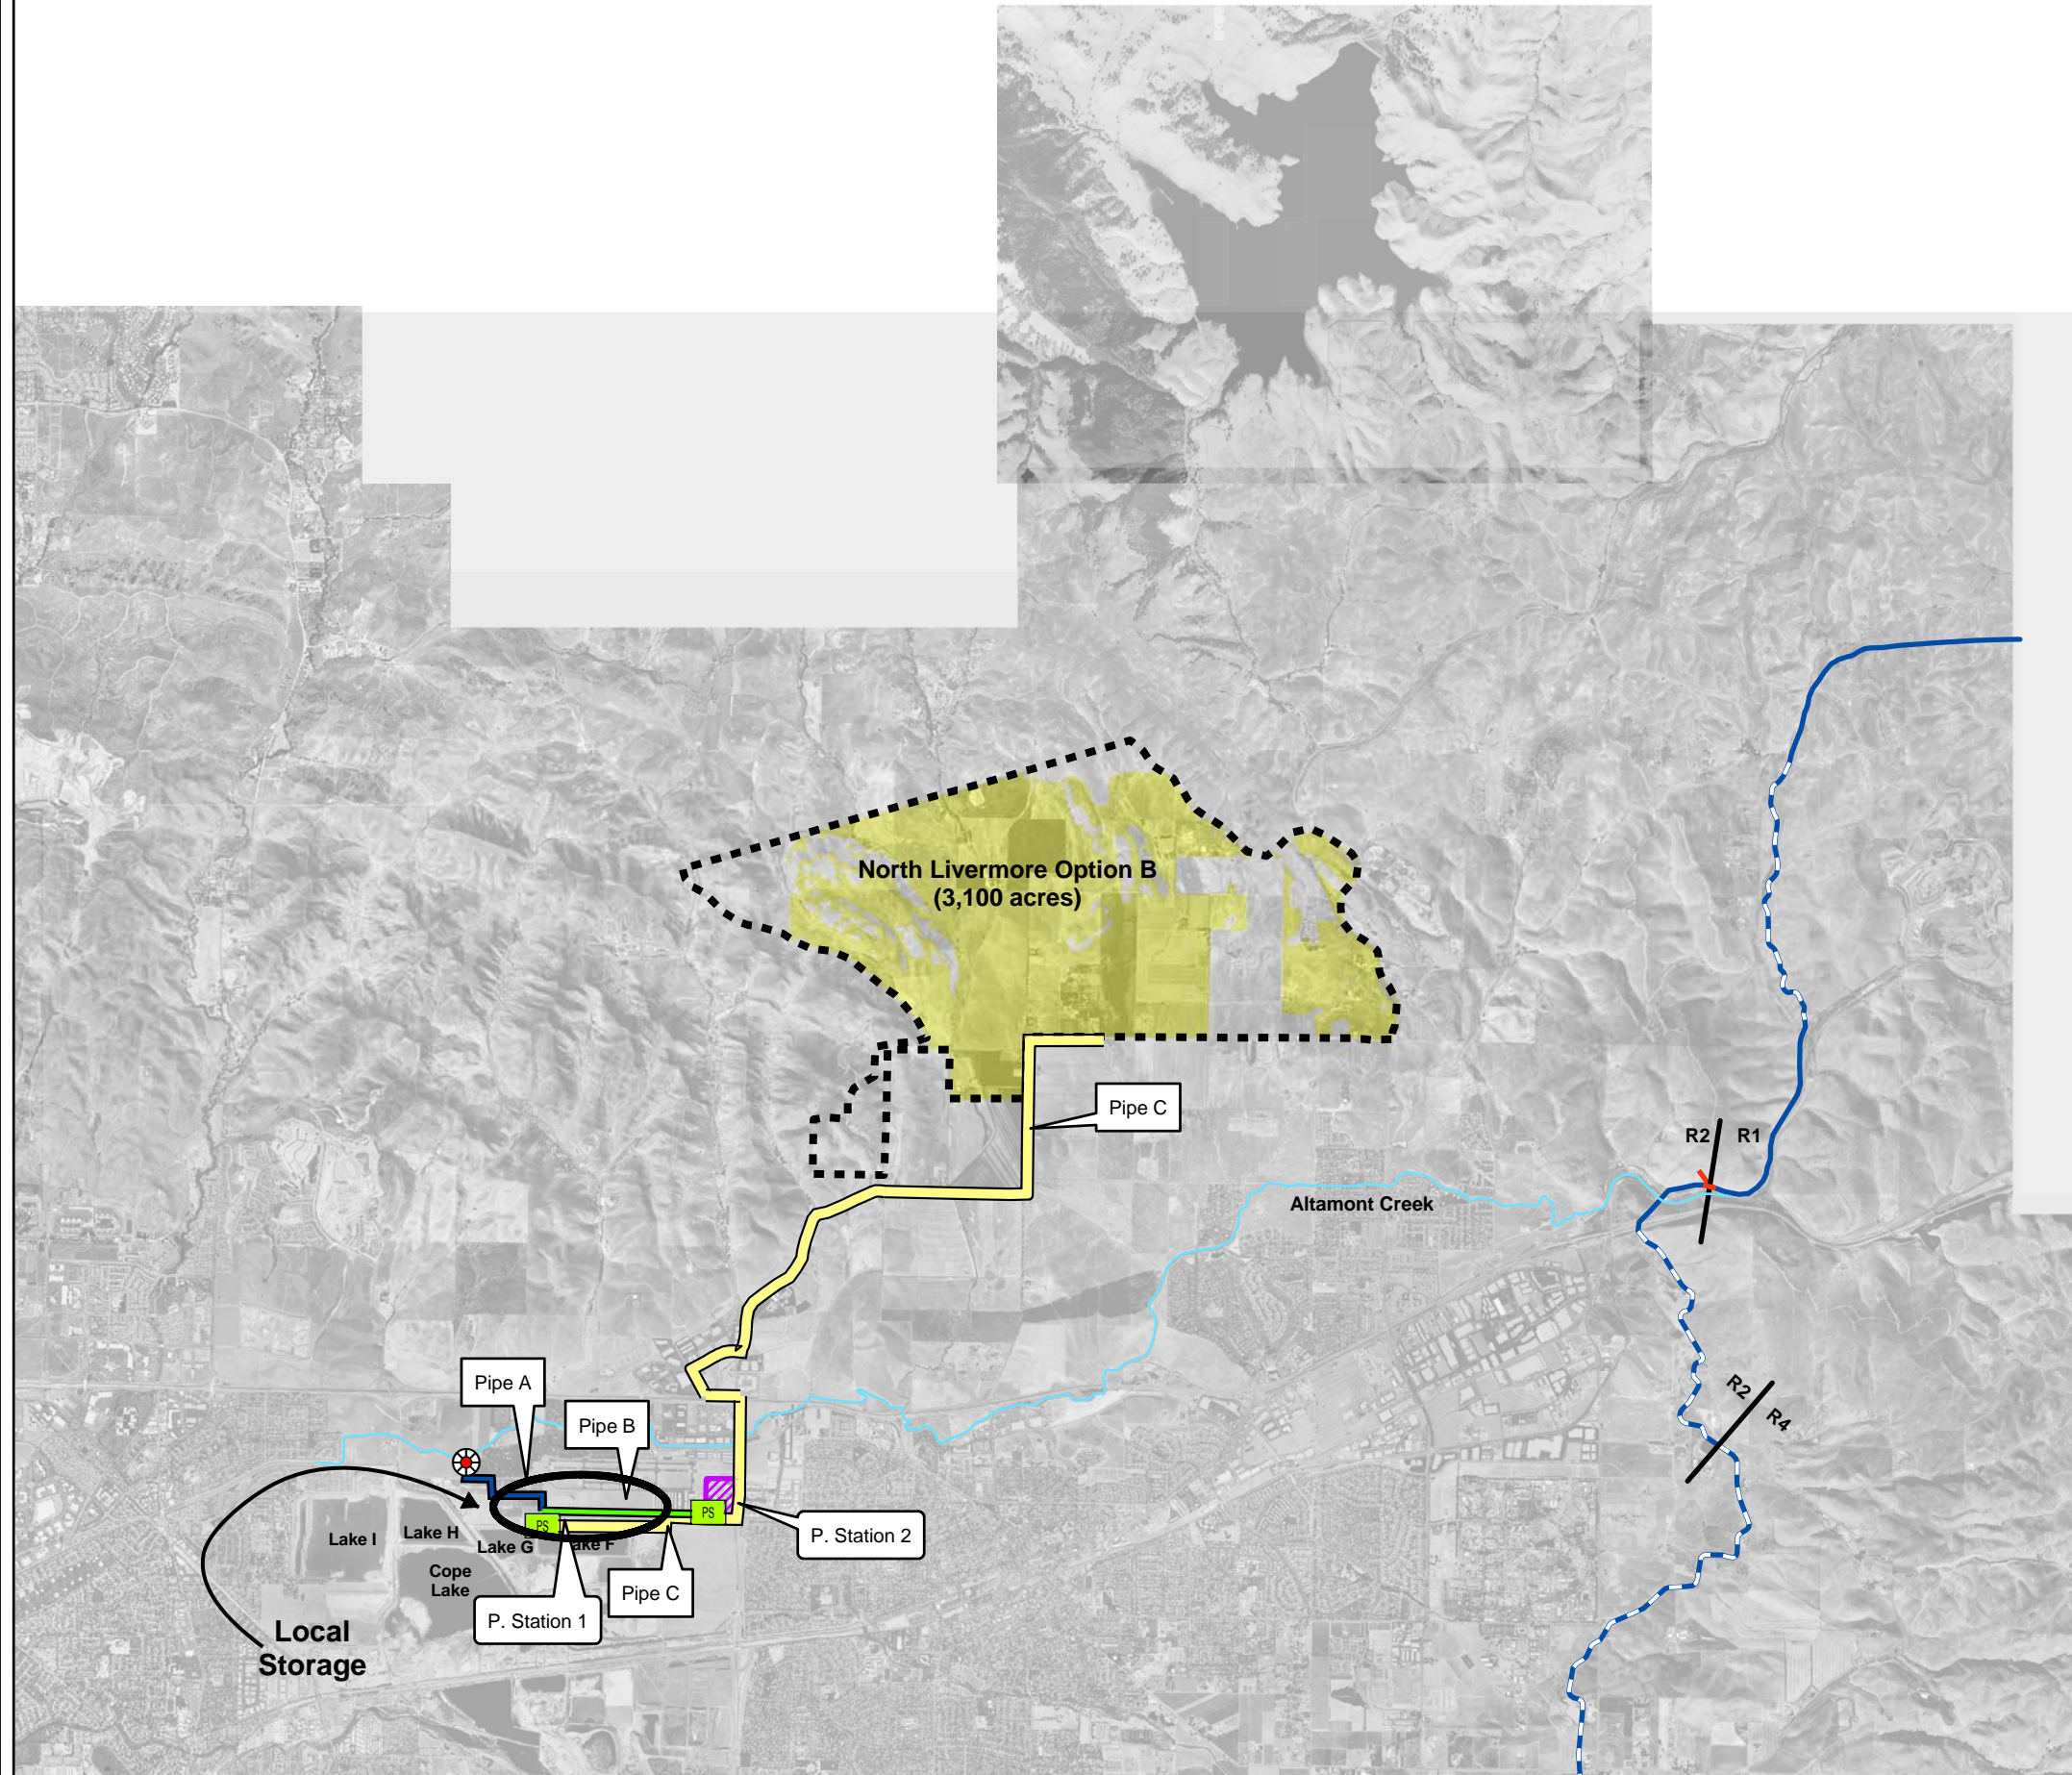 North Livermore Option B
(3,100 acres)
Pipe C
R2
R1
Altamont Creek
Pipe A
Pipe B
R2
R4
PS
PS
P. Station 2
Lake I
Lake H
Lake G
Lake F
Cope
Lake
Pipe C
P. Station 1
Local
Storage